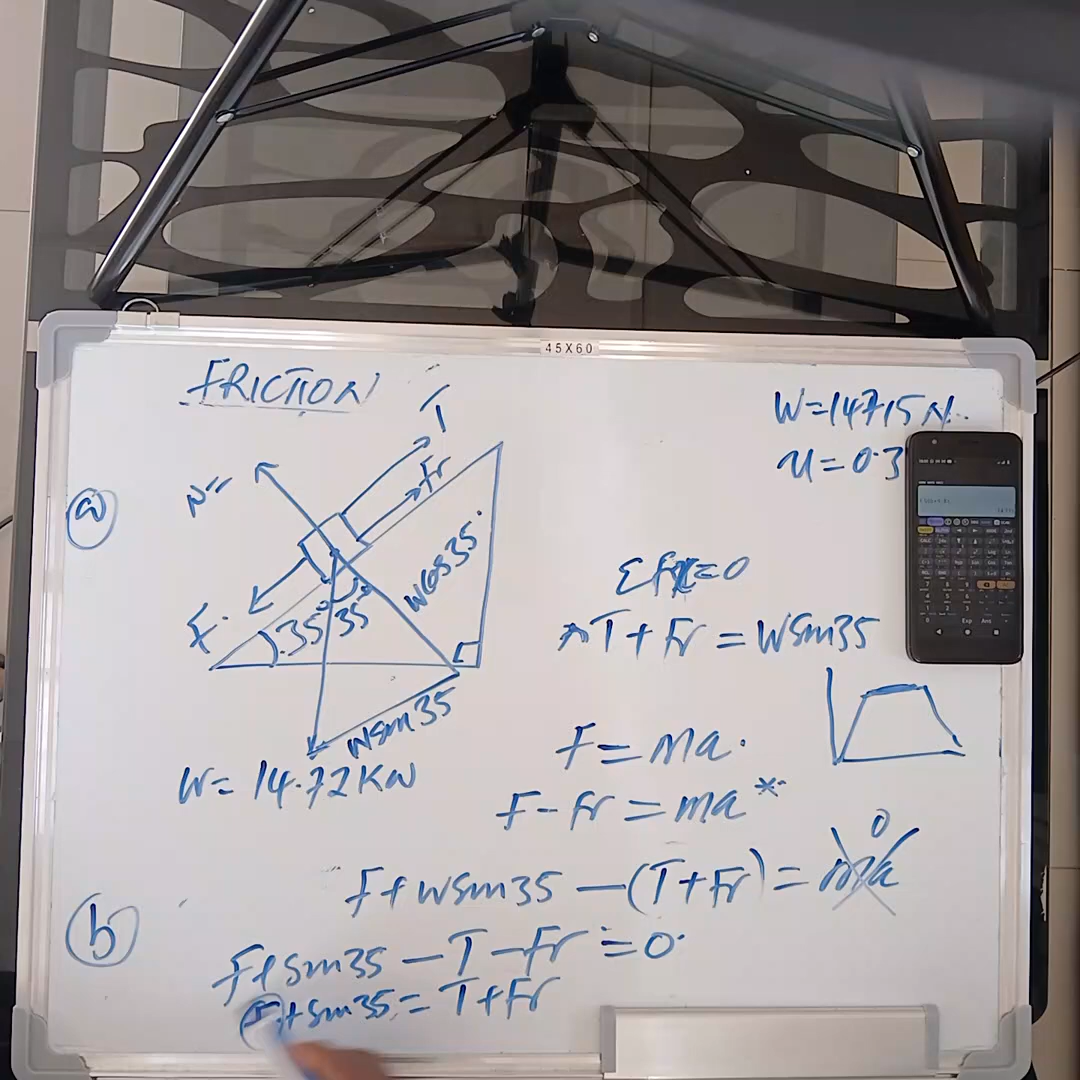 45X60
FRICTION
W=14715N
u=0.3
a
N=
T
Fr
F
35°
35°
Wcos35°
Wsin35
W=14.72KN
Σfx=0
T+Fr=Wsin35
F=ma.
F-Fr=ma*
0
F+wsin35-(T+Fr)=ma
b
F+sin35-T-Fr=0
F+sin35=T+Fr